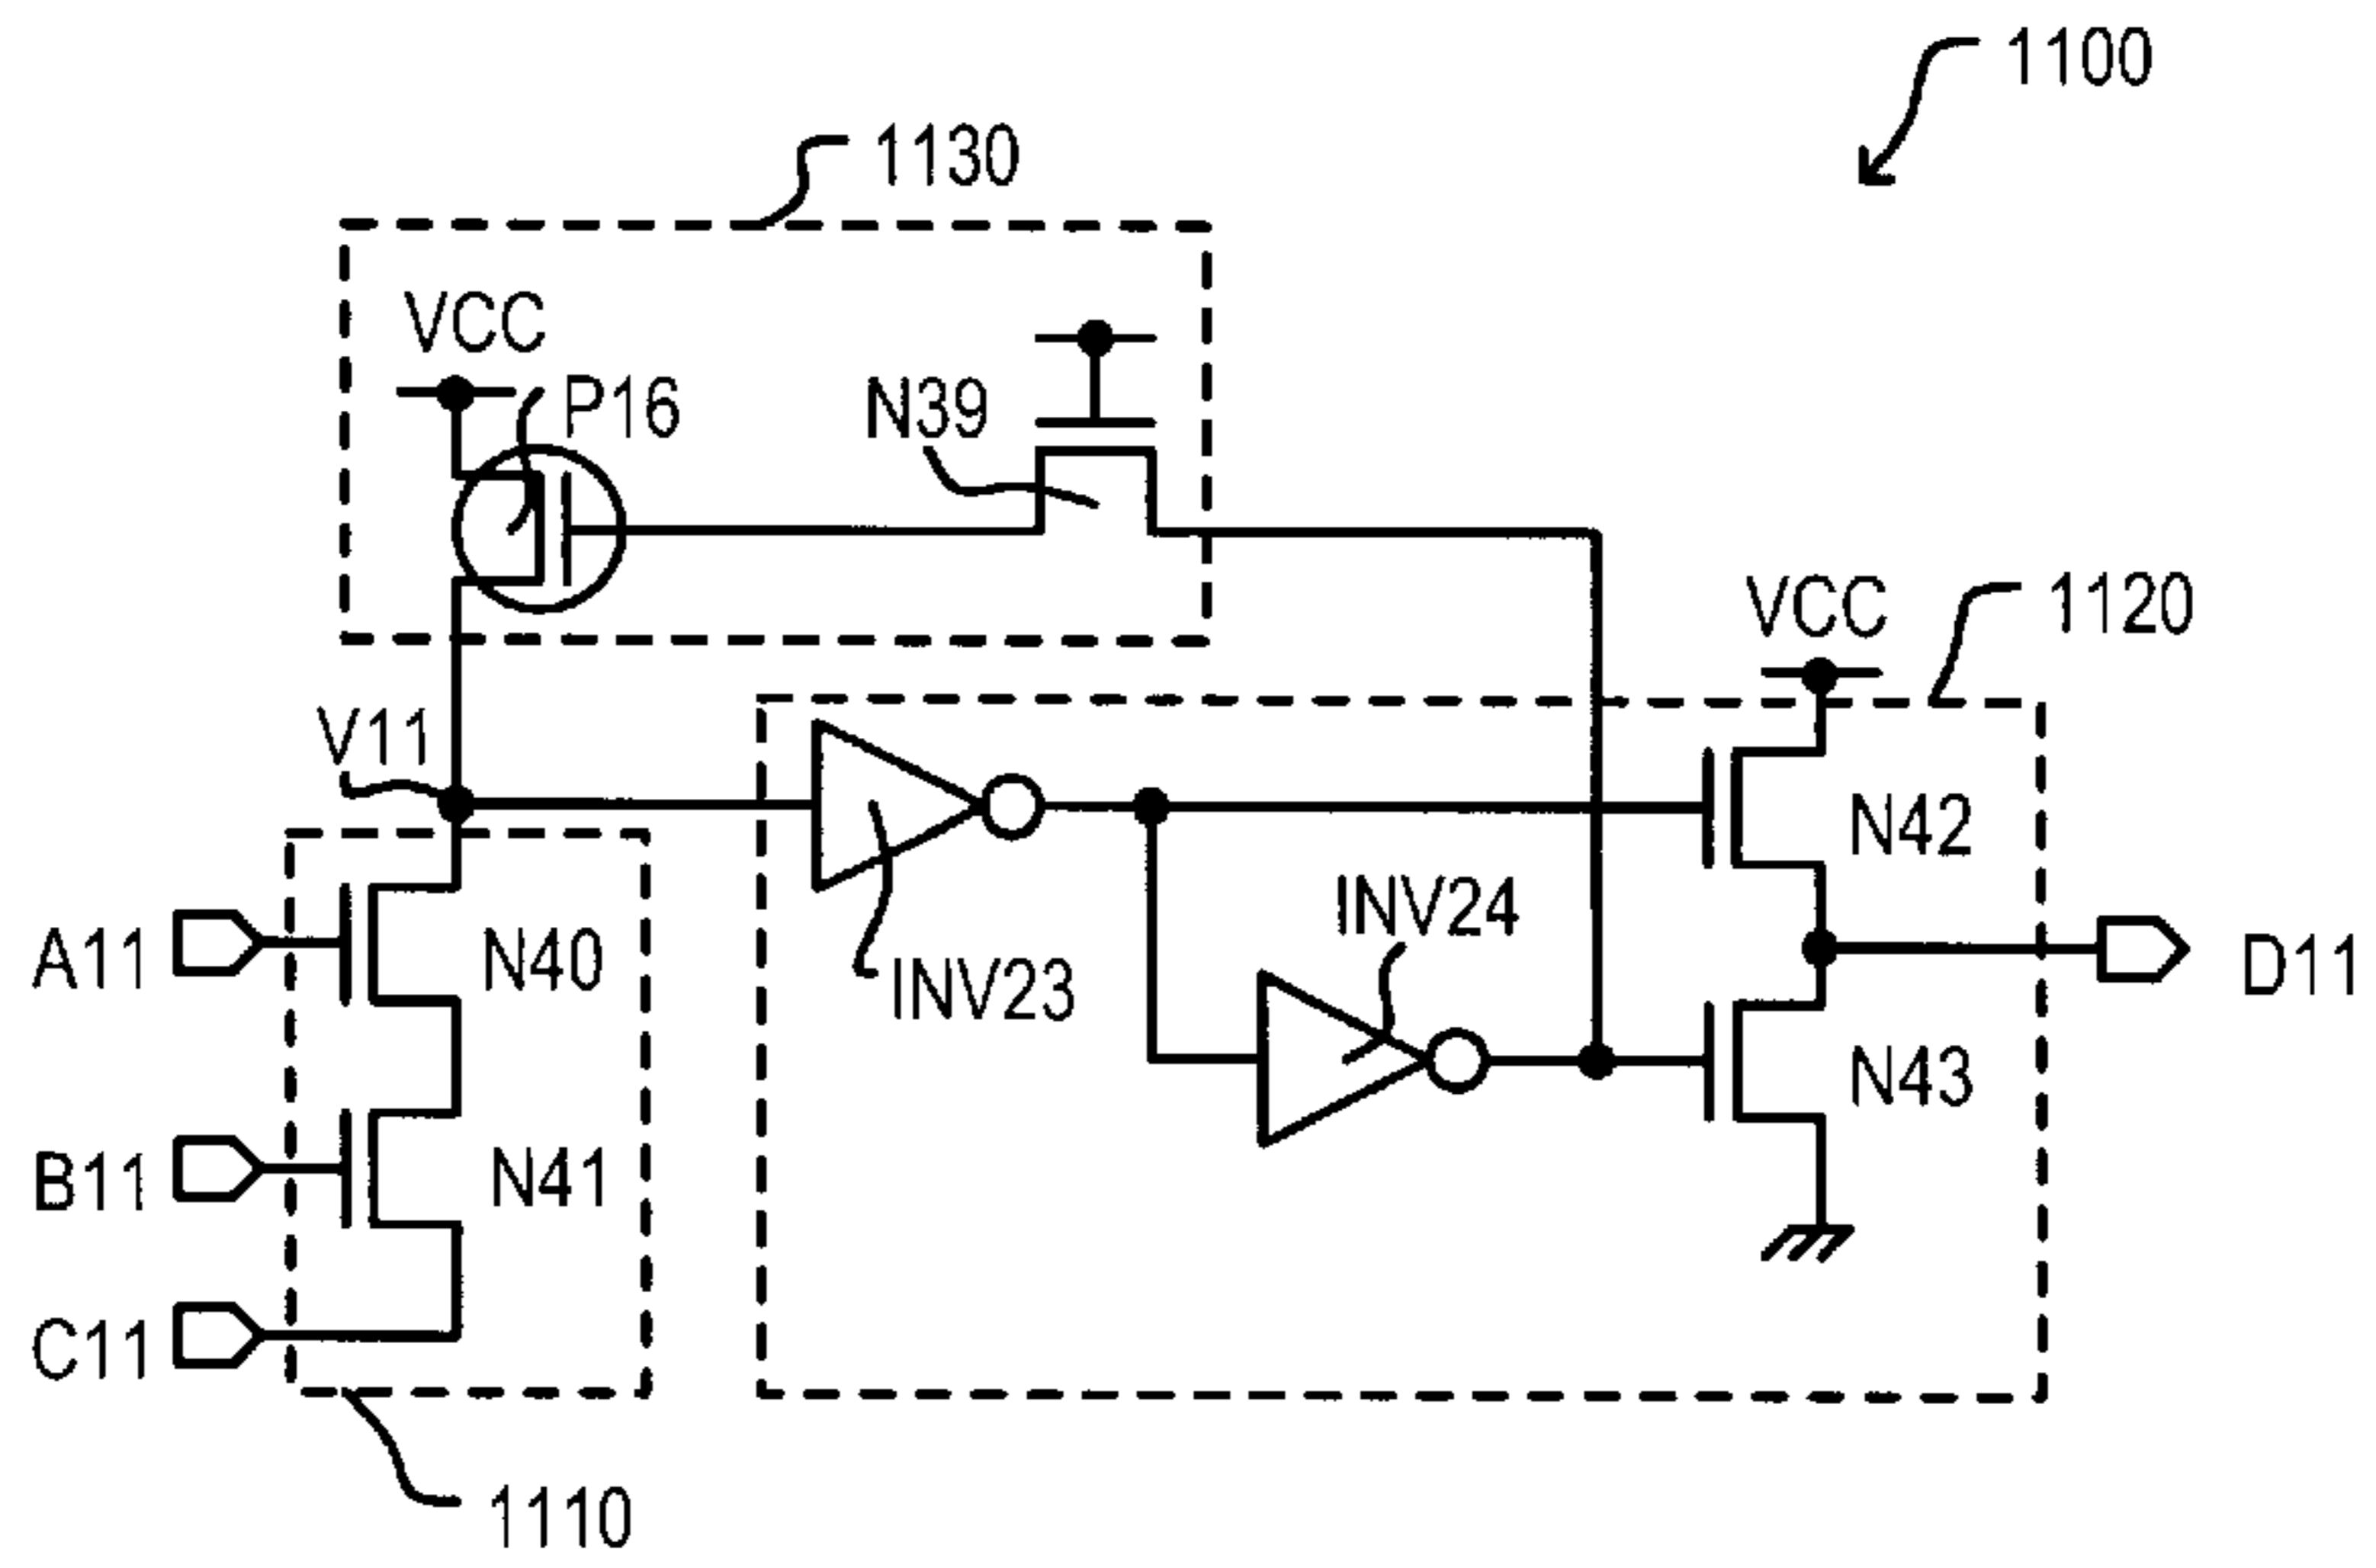 1100
1130
VCC
P16
N39
VCC
1120
V11
N42
INV24
A11
N40
INV23
D11
N43
B11
N41
C11
1110